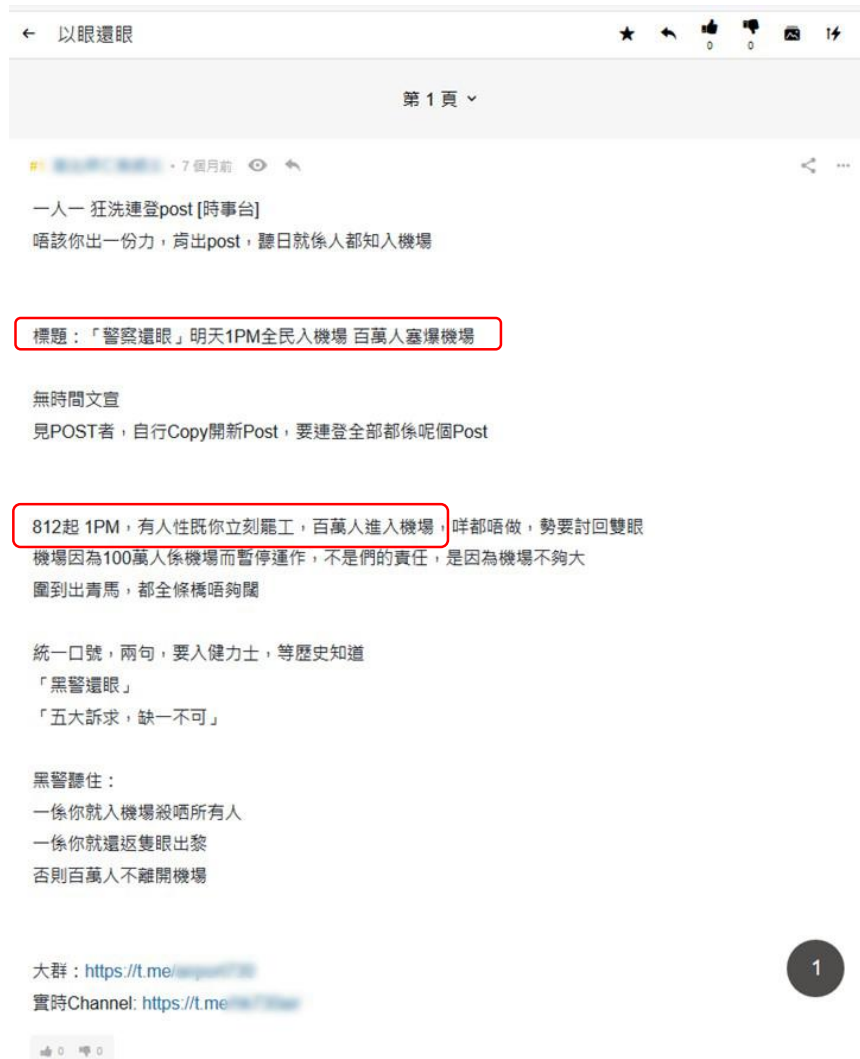 ← 以眼還眼
0 0
第 1 頁
#1 • 7 個月前
一人一 狂洗連登post [時事台]
唔該你出一份力，肯出post，聽日就係人都知入機場
標題：「警察還眼」明天1PM全民入機場 百萬人塞爆機場
無時間文宣
見POST者，自行Copy開新Post，要連登全部都係呢個Post
812起 1PM，有人性既你立刻罷工，百萬人進入機場，咩都唔做，勢要討回雙眼
機場因為100萬人係機場而暫停運作，不是們的責任，是因為機場不夠大
圍到出青馬，都全條橋唔夠闊
統一口號，兩句，要入健力士，等歷史知道
「黑警還眼」
「五大訴求，缺一不可」
黑警聽住：
一係你就入機場殺哂所有人
一係你就還返隻眼出黎
否則百萬人不離開機場
大群：https://t.me/
實時Channel: https://t.me
1
0 0